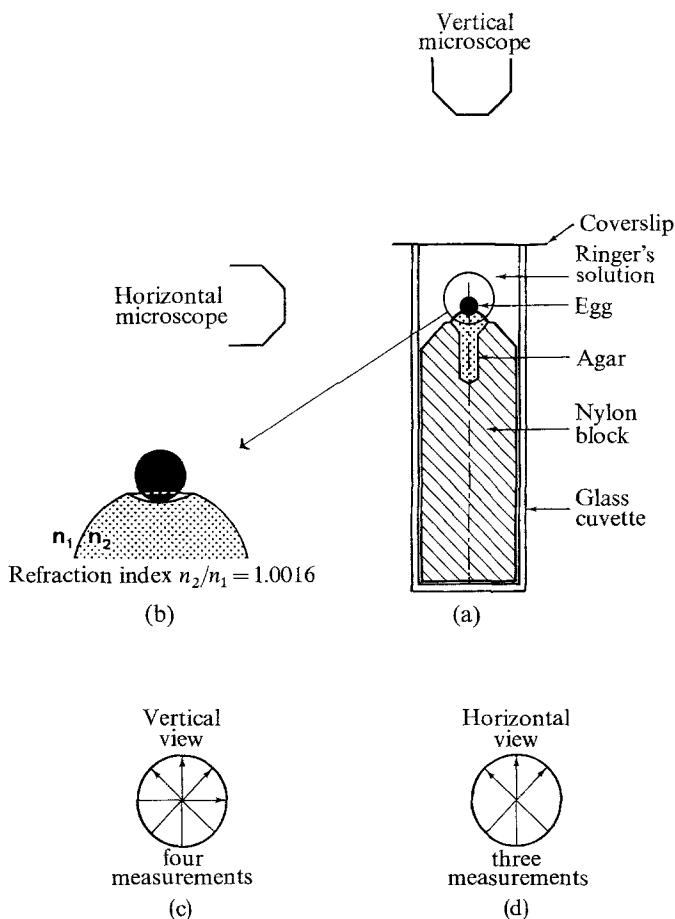 Vertical
microscope
Coverslip
Ringer's
solution
Egg
Agar
Nylon
block
Glass
cuvette
Horizontal
microscope
n₁ n₂
Refraction index n₂/n₁ = 1.0016
(b)
(a)
Vertical
view
four
measurements
(c)
Horizontal
view
three
measurements
(d)